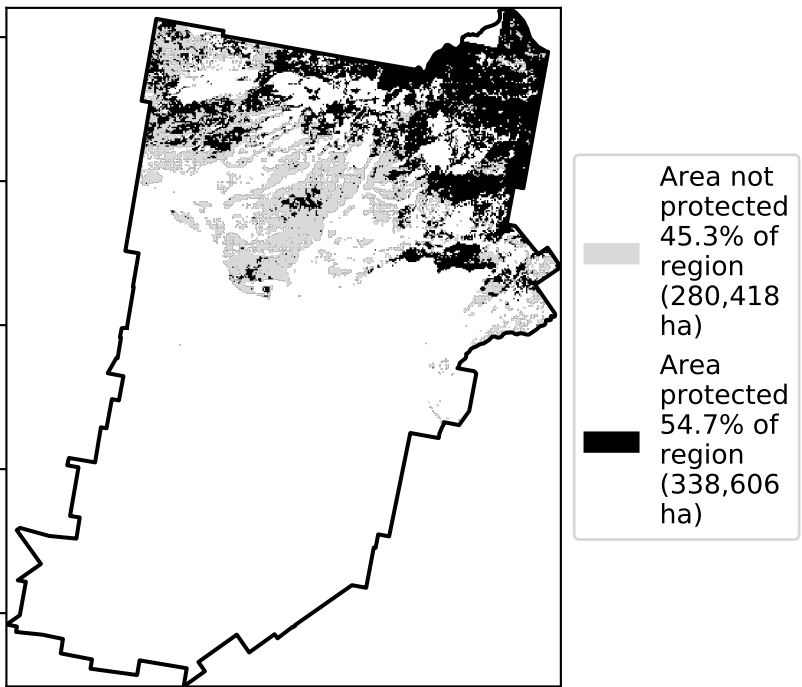 Area not
protected
45.3% of
region
(280,418
ha)
Area
protected
54.7% of
region
(338,606
ha)